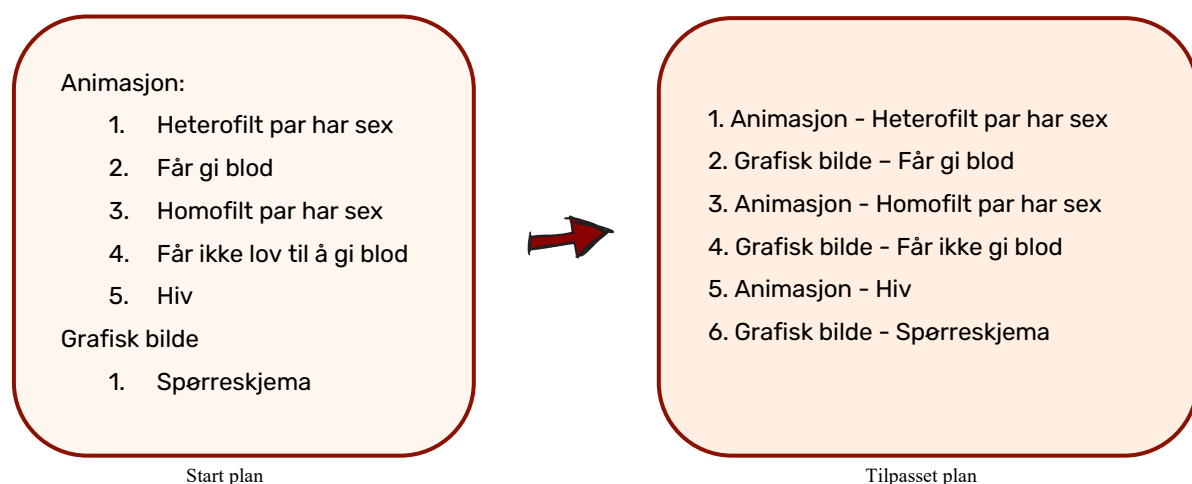 Animasjon:
1. Heterofilt par har sex
2. Får gi blod
3. Homofilt par har sex
4. Får ikke lov til å gi blod
5. Hiv
Grafisk bilde
1. Spørreskjema
Start plan
1. Animasjon - Heterofilt par har sex
2. Grafisk bilde – Får gi blod
3. Animasjon - Homofilt par har sex
4. Grafisk bilde - Får ikke gi blod
5. Animasjon - Hiv
6. Grafisk bilde - Spørreskjema
Tilpasset plan